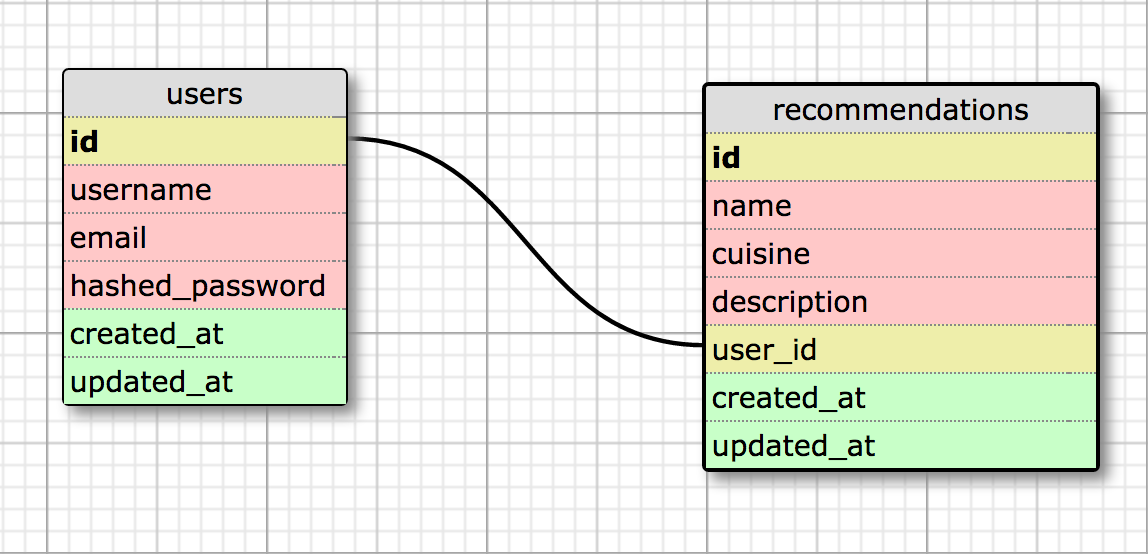 users
id
username
email
hashed_password
created_at
updated_at
recommendations
id
name
cuisine
description
user_id
created_at
updated_at